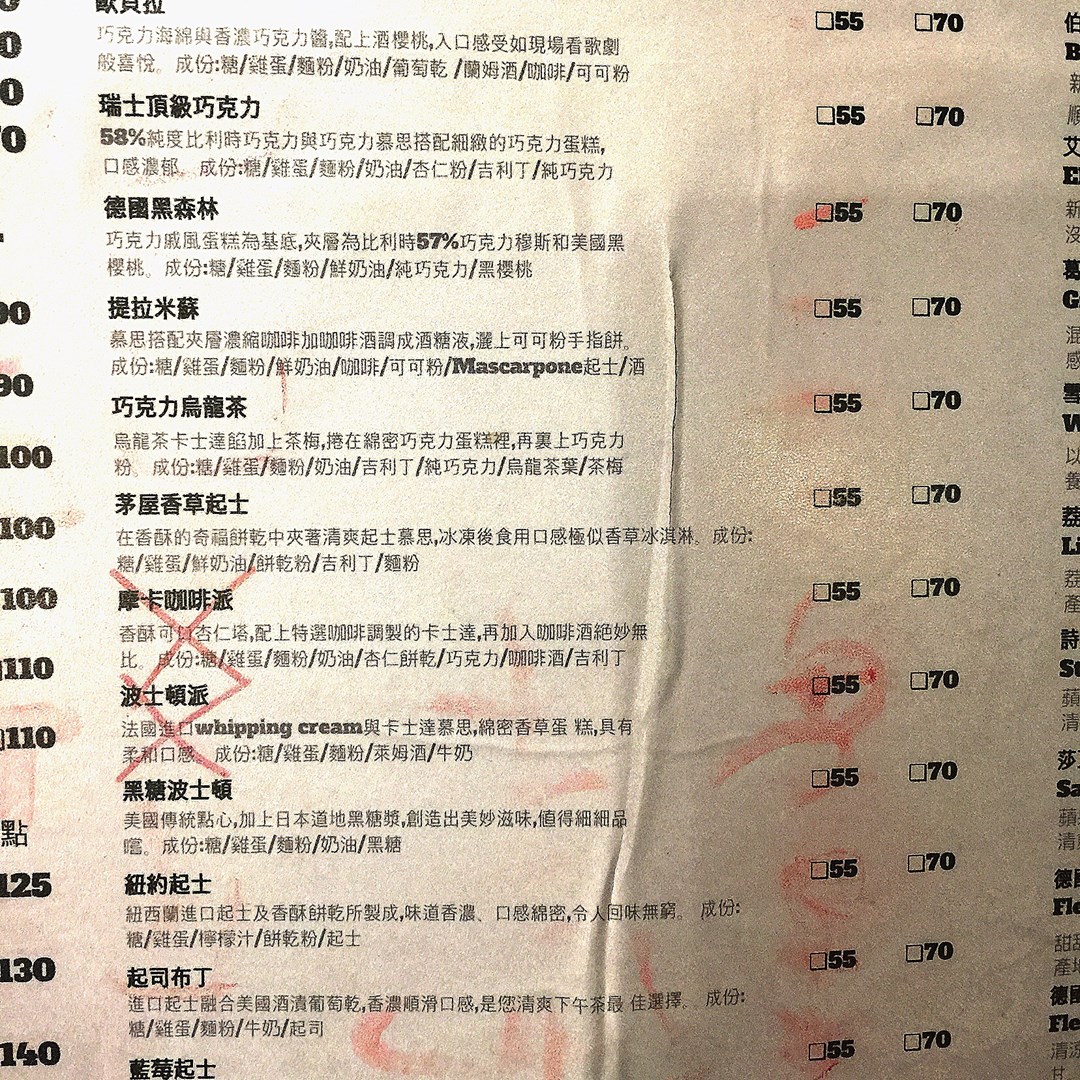 歐貝拉
巧克力海綿與香濃巧克力醬,配上酒櫻桃,入口感受如現場看歌劇
般喜悅。成份:糖/雞蛋/麵粉/奶油/葡萄乾 /蘭姆酒/咖啡/可可粉
□55 □70
瑞士頂級巧克力
58%純度比利時巧克力與巧克力慕思搭配細緻的巧克力蛋糕,
口感濃郁。成份:糖/雞蛋/麵粉/奶油/杏仁粉/吉利丁/純巧克力
□55 □70
德國黑森林
巧克力戚風蛋糕為基底,夾層為比利時57%巧克力穆斯和美國黑
櫻桃。成份:糖/雞蛋/麵粉/鮮奶油/純巧克力/黑櫻桃
□55 □70
提拉米蘇
慕思搭配夾層濃縮咖啡加咖啡酒調成酒糖液,灑上可可粉手指餅。
成份:糖/雞蛋/麵粉/鮮奶油/咖啡/可可粉/Mascarpone起士/酒
□55 □70
巧克力烏龍茶
烏龍茶卡士達餡加上茶梅,捲在綿密巧克力蛋糕裡,再裏上巧克力
粉。成份:糖/雞蛋/麵粉/奶油/吉利丁/純巧克力/烏龍茶葉/茶梅
□55 □70
茅屋香草起士
在香酥的奇福餅乾中夾著清爽起士慕思,冰凍後食用口感極似香草冰淇淋。成份:
糖/雞蛋/鮮奶油/餅乾粉/吉利丁/麵粉
□55 □70
摩卡咖啡派
香酥可口杏仁塔,配上特選咖啡調製的卡士達,再加入咖啡酒絕妙無
比。成份:糖/雞蛋/麵粉/奶油/杏仁餅乾/巧克力/咖啡酒/吉利丁
□55 □70
波士頓派
法國進口whipping cream與卡士達慕思,綿密香草蛋 糕,具有
柔和口感。成份:糖/雞蛋/麵粉/萊姆酒/牛奶
□55 □70
黑糖波士頓
美國傳統點心,加上日本道地黑糖漿,創造出美妙滋味,值得細細品
嚐。成份:糖/雞蛋/麵粉/奶油/黑糖
□55 □70
紐約起士
紐西蘭進口起士及香酥餅乾所製成,味道香濃、口感綿密,令人回味無窮。成份:
糖/雞蛋/檸檬汁/餅乾粉/起士
□55 □70
起司布丁
進口起士融合美國酒漬葡萄乾,香濃順滑口感,是您清爽下午茶最 佳選擇。成份:
糖/雞蛋/麵粉/牛奶/起司
□55 □70
藍莓起士
□55 □70
90
90
100
100
100
110
110
點
125
130
140